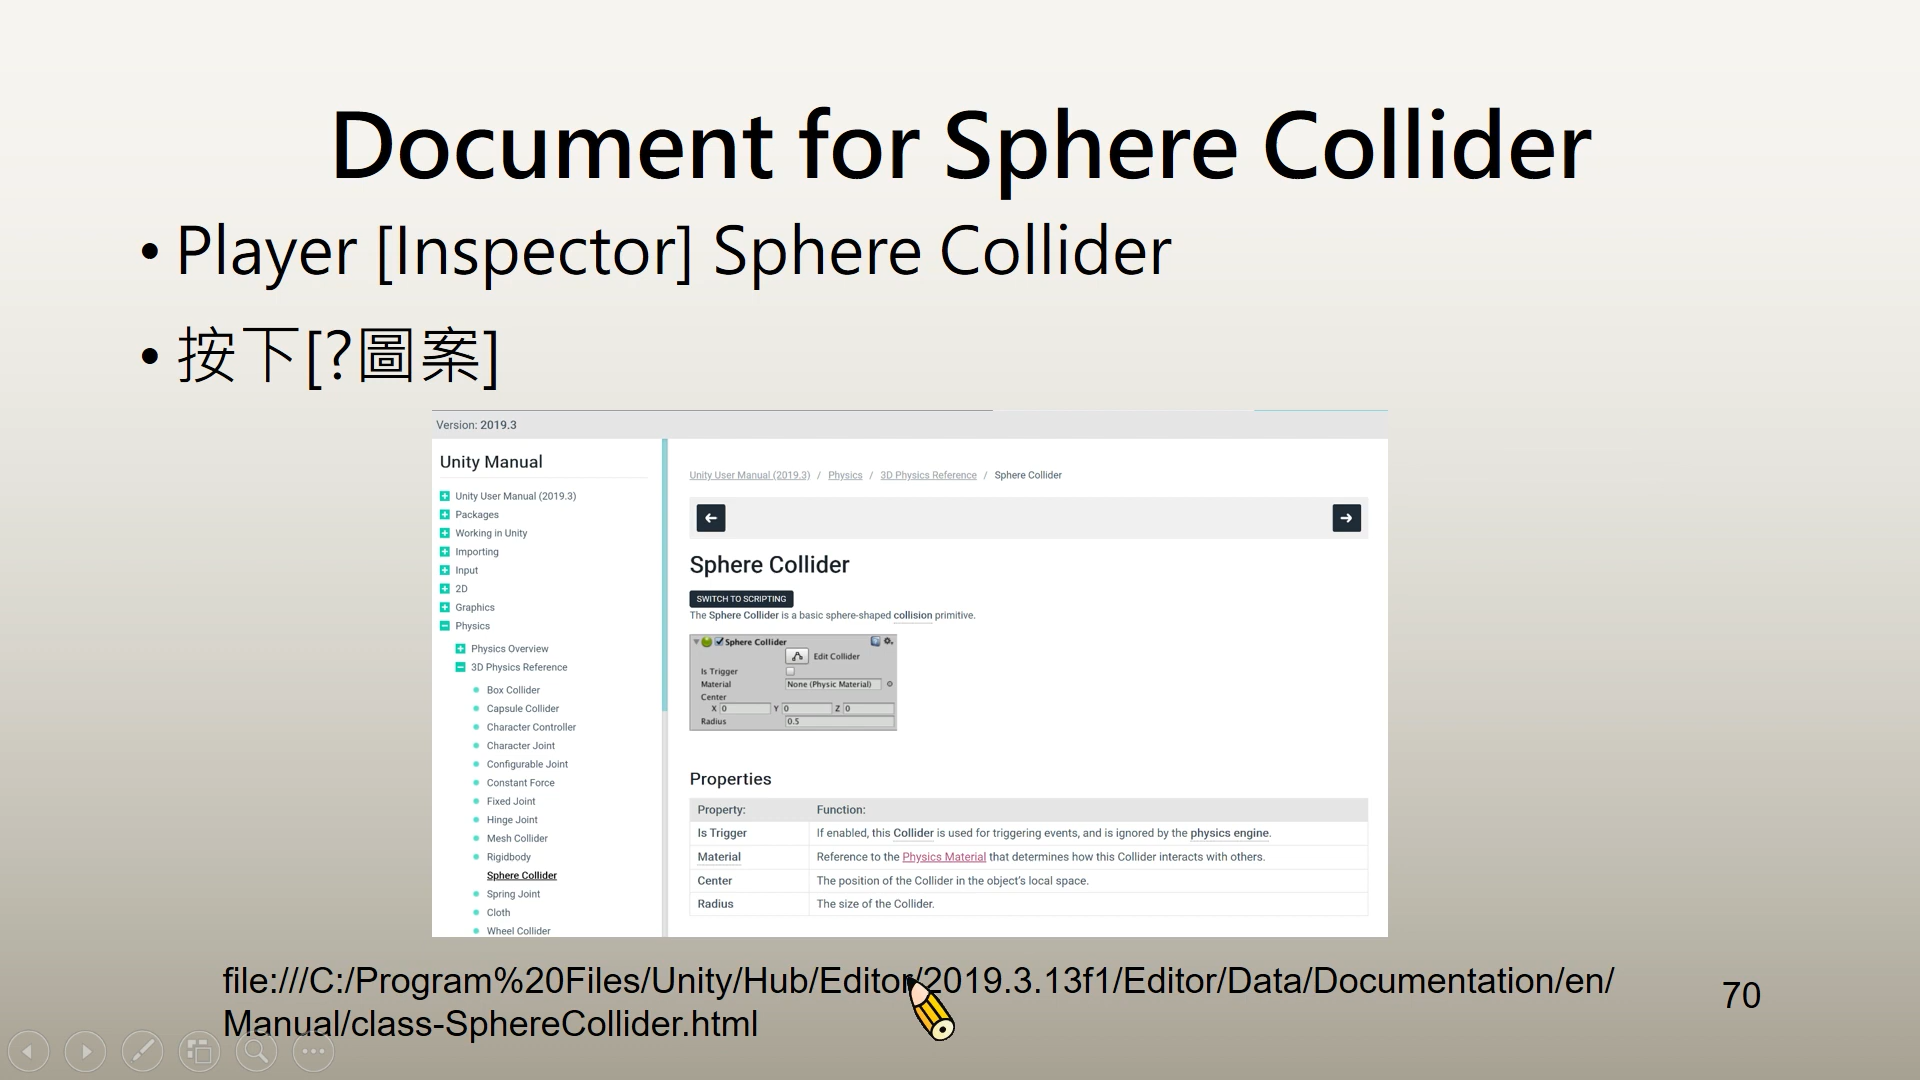 Document for Sphere Collider
• Player [Inspector] Sphere Collider
• 按下[?圖案]
Version: 2019.3
Unity Manual
Unity User Manual (2019.3)
Packages
Working in Unity
Importing
Input
2D
Graphics
Physics
Physics Overview
3D Physics Reference
Box Collider
Capsule Collider
Character Controller
Character Joint
Configurable Joint
Constant Force
Fixed Joint
Hinge Joint
Mesh Collider
Rigidbody
Sphere Collider
Spring Joint
Cloth
Wheel Collider
Unity User Manual (2019.3) / Physics / 3D Physics Reference / Sphere Collider
Sphere Collider
SWITCH TO SCRIPTING
The Sphere Collider is a basic sphere-shaped collision primitive.
Sphere Collider
Edit Collider
Is Trigger
Material None (Physic Material)
Center
X 0 Y 0 Z 0
Radius 0.5
Properties
Property: Function:
Is Trigger If enabled, this Collider is used for triggering events, and is ignored by the physics engine.
Material Reference to the Physics Material that determines how this Collider interacts with others.
Center The position of the Collider in the object's local space.
Radius The size of the Collider.
file:///C:/Program%20Files/Unity/Hub/Editor/2019.3.13f1/Editor/Data/Documentation/en/
Manual/class-SphereCollider.html
70